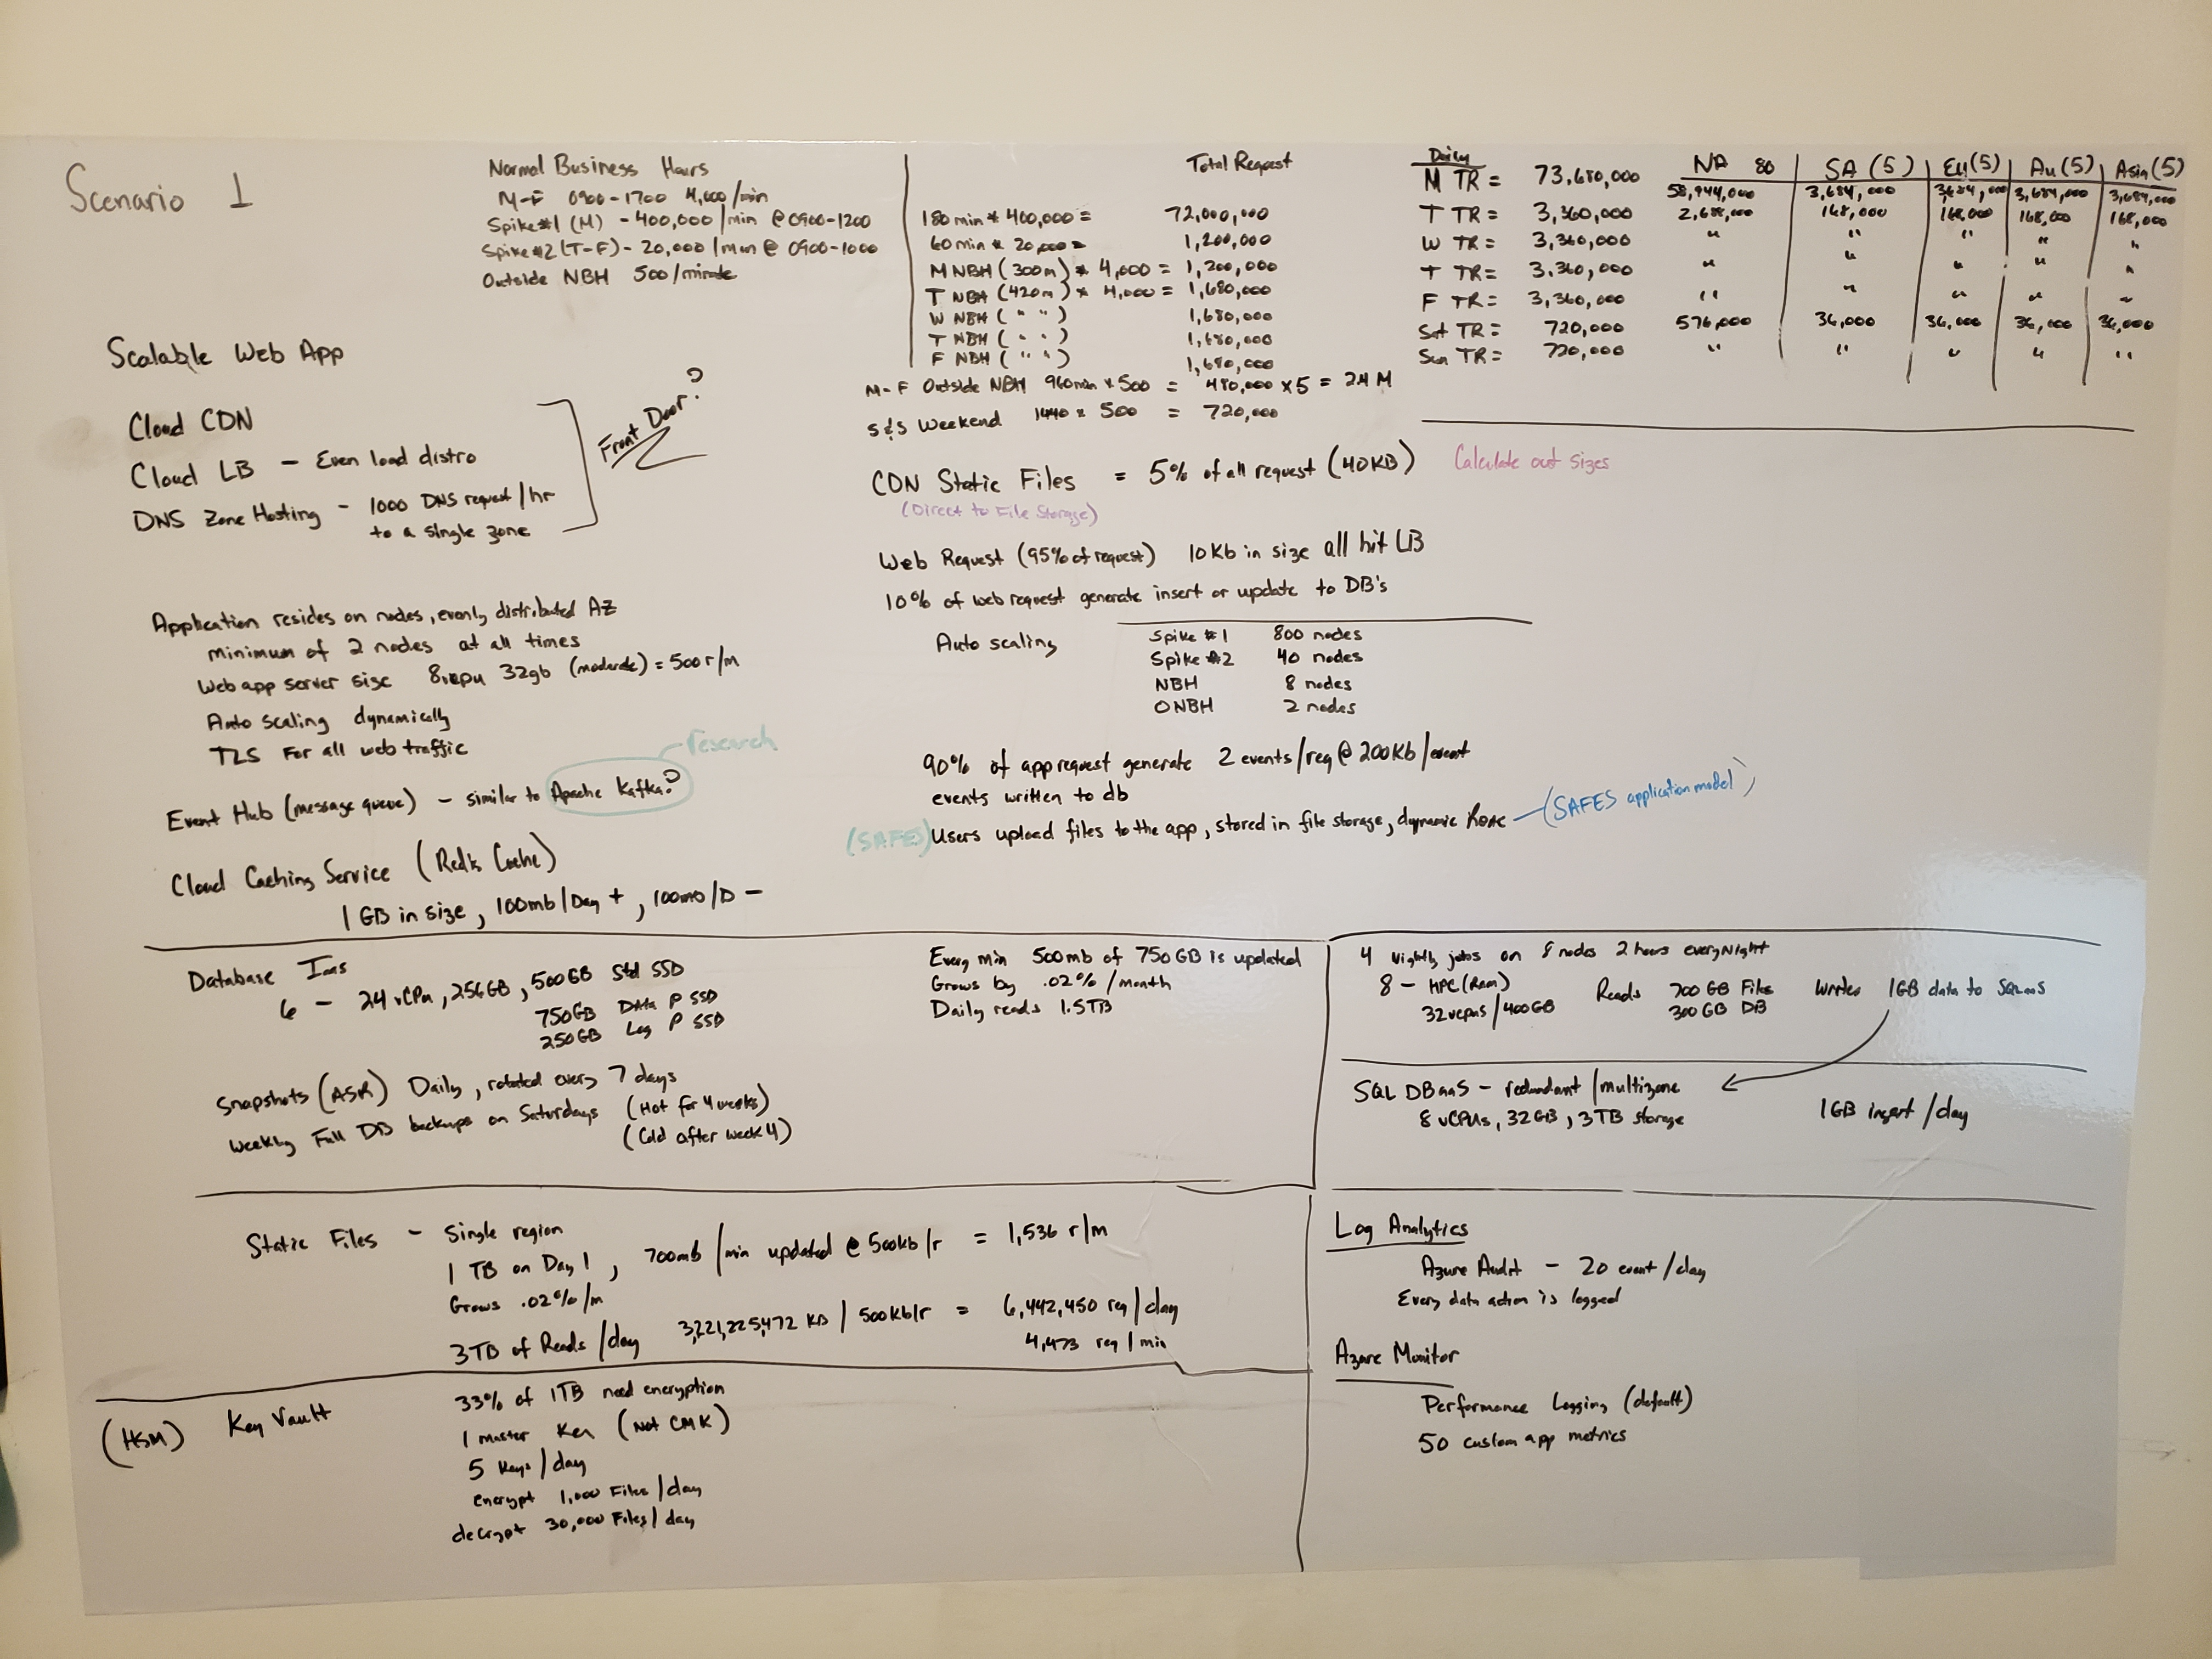 Scenario 1
Normal Business Hours
M-F 0900-1700 4,000/min
Spike#1 (M) - 400,000/min @ 0900-1200
Spike#2 (T-F) - 20,000/min @ 0900-1000
Outside NBH 500/minute
Total Request
180 min * 400,000 = 72,000,000
60 min * 20,000 = 1,200,000
M NBH (300m) * 4,000 = 1,200,000
T NBH (420m) * 4,000 = 1,680,000
W NBH ( " " ) 1,680,000
T NBH ( " " ) 1,680,000
F NBH ( " " ) 1,680,000
M-F Outside NBH 960min x 500 = 480,000 x 5 = 2.4 M
S & S Weekend 1440 x 500 = 720,000
Daily NA 80 | SA (5) | EU (5) | Au (5) | Asia (5)
M TR = 73,680,000 58,944,000 3,684,000 3,684,000 3,684,000 3,684,000
T TR = 3,360,000 2,688,000 168,000 168,000 168,000 168,000
W TR = 3,360,000 " " " " "
T TR = 3,360,000 " " " " "
F TR = 3,360,000 " " " " "
Sat TR = 720,000 576,000 36,000 36,000 36,000 36,000
Sun TR = 720,000 " " " " "
Scalable Web App
Cloud CDN
Cloud LB - Even load distro
DNS Zone Hosting - 1000 DNS request/hr
to a single zone
Front Door?
CDN Static Files = 5% of all request (40KB) Calculate out sizes
(Direct to File Storage)
Web Request (95% of request) 10Kb in size all hit LB
10% of web request generate insert or update to DB's
Application resides on nodes, evenly distributed AZ
minimum of 2 nodes at all times
Web app server size 8vcpu 32gb (moderate) = 500 r/m
Auto scaling dynamically
TLS For all web traffic
Auto scaling
Spike #1 800 nodes
Spike #2 40 nodes
NBH 8 nodes
ONBH 2 nodes
research
Event Hub (message queue) - similar to Apache Kafka?
90% of app request generate 2 events/req @ 200Kb/event
events written to db
(SAFES) Users upload files to the app, stored in file storage, dynamic RBAC - (SAFES application model)
Cloud Caching Service (Redis Cache)
1 GB in size, 100mb/Day +, 100mb/D -
Database Iaas
6 - 24 vCPu, 256GB, 500GB Std SSD
750GB Data P SSD
250GB Log P SSD
Every min 500mb of 750GB is updated
Grows by .02% /month
Daily reads 1.5TB
Snapshots (ASR) Daily, rotated every 7 days
Weekly Full DB backups on Saturdays (Hot for 4 weeks)
(Cold after week 4)
4 Nightly jobs on 8 nodes 2 hours everynight
8 - HPC (Ram)
32vcpus/400GB
Reads 700 GB Files
300 GB DB
Writes 1GB data to SQLaaS
SQL DBaaS - redundant/multizone
8 vCPUs, 32GB, 3TB storage
1GB insert/day
Static Files - Single region
1 TB on Day 1, 700mb/min updated @ 500kb/r = 1,536 r/m
Grows .02%/m
3TB of Reads/day 3,221,225,472 KB / 500Kb/r = 6,442,450 req/day
4,473 req/min
Log Analytics
Azure Audit - 20 event/day
Every data action is logged
Azure Monitor
Performance Logging (default)
50 custom app metrics
(HSM) Key Vault
33% of 1TB need encryption
1 master Key (Not CMK)
5 Keys/day
encrypt 1,000 Files/day
decrypt 30,000 Files/day